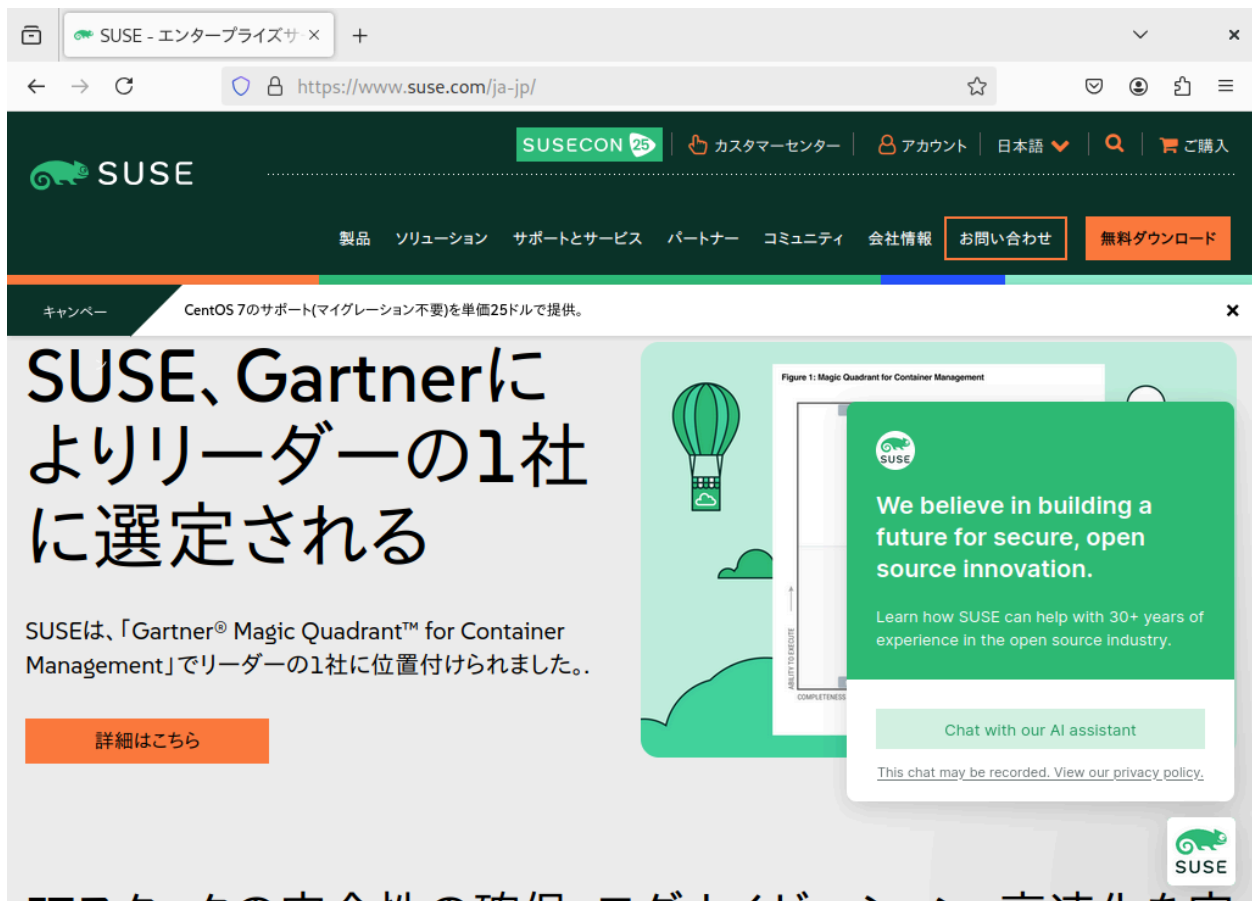 SUSE - エンタープライズサ
https://www.suse.com/ja-jp/
SUSECON 25
カスタマーセンター
アカウント
日本語
ご購入
SUSE
製品 ソリューション サポートとサービス パートナー コミュニティ 会社情報 お問い合わせ 無料ダウンロード
キャンペー
CentOS 7のサポート(マイグレーション不要)を単価25ドルで提供。
SUSE、Gartnerに
よりリーダーの1社
に選定される
SUSEは、「Gartner® Magic Quadrant™ for Container
Management」でリーダーの1社に位置付けられました。.
詳細はこちら
Figure 1: Magic Quadrant for Container Management
ABILITY TO EXECUTE
COMPLETENESS
SUSE
We believe in building a
future for secure, open
source innovation.
Learn how SUSE can help with 30+ years of
experience in the open source industry.
Chat with our AI assistant
This chat may be recorded. View our privacy policy.
SUSE